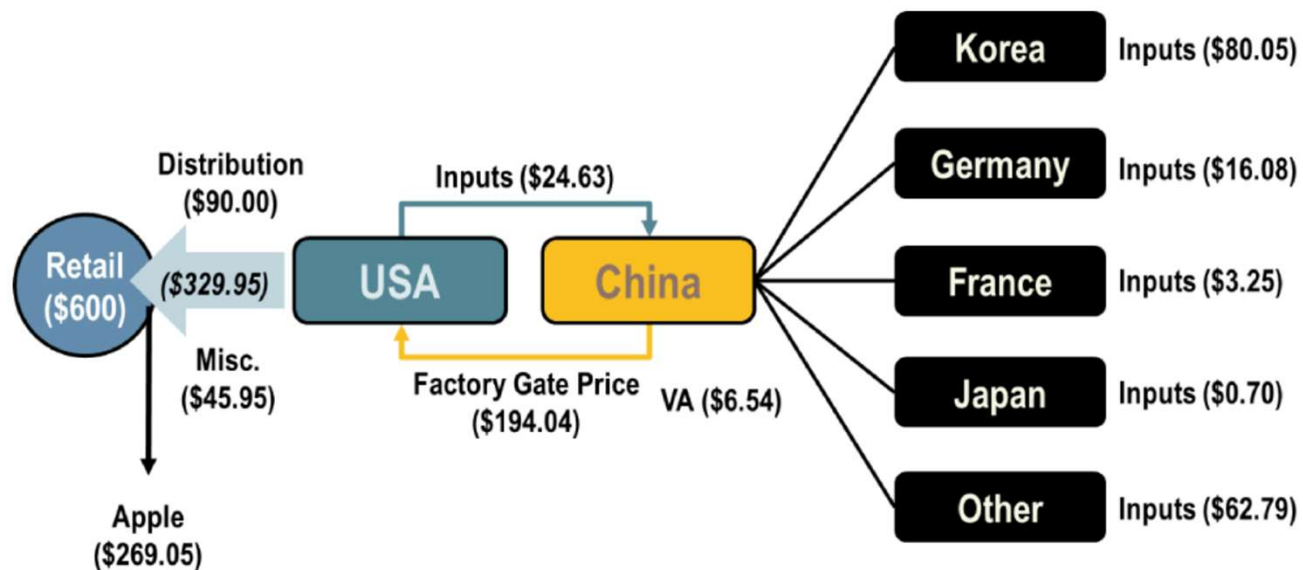 Distribution
($90.00)
Retail
($600)
($329.95)
Misc.
($45.95)
Apple
($269.05)
Inputs ($24.63)
USA
China
Factory Gate Price
($194.04)
VA ($6.54)
Korea
Inputs ($80.05)
Germany
Inputs ($16.08)
France
Inputs ($3.25)
Japan
Inputs ($0.70)
Other
Inputs ($62.79)